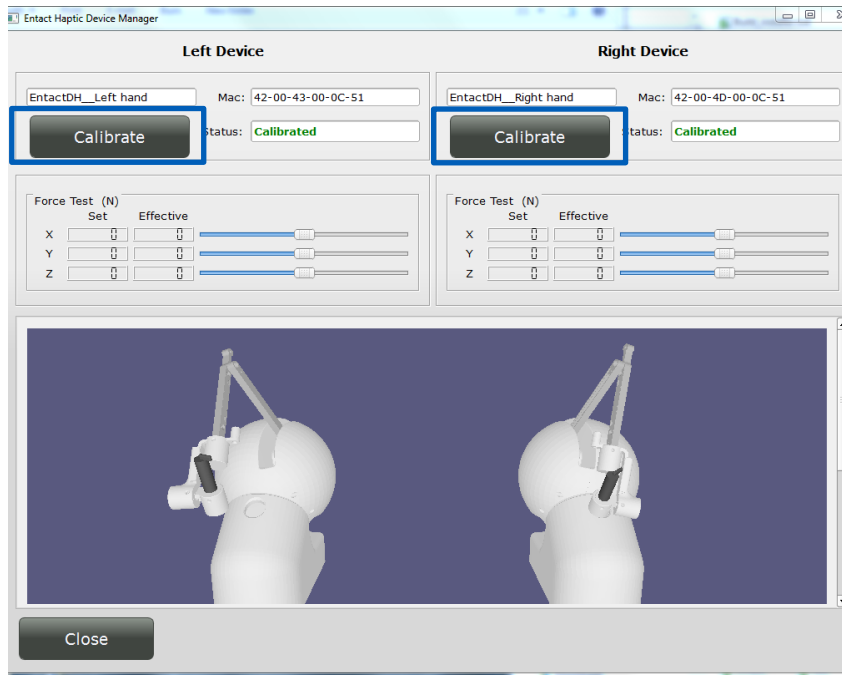 Entact Haptic Device Manager
Left Device
Right Device
EntactDH__Left hand
Mac: 42-00-43-00-0C-51
EntactDH__Right hand
Mac: 42-00-4D-00-0C-51
Calibrate
Status: Calibrated
Calibrate
Status: Calibrated
Force Test (N)
Set Effective
X 0 0
Y 0 0
Z 0 0
Force Test (N)
Set Effective
X 0 0
Y 0 0
Z 0 0
Close